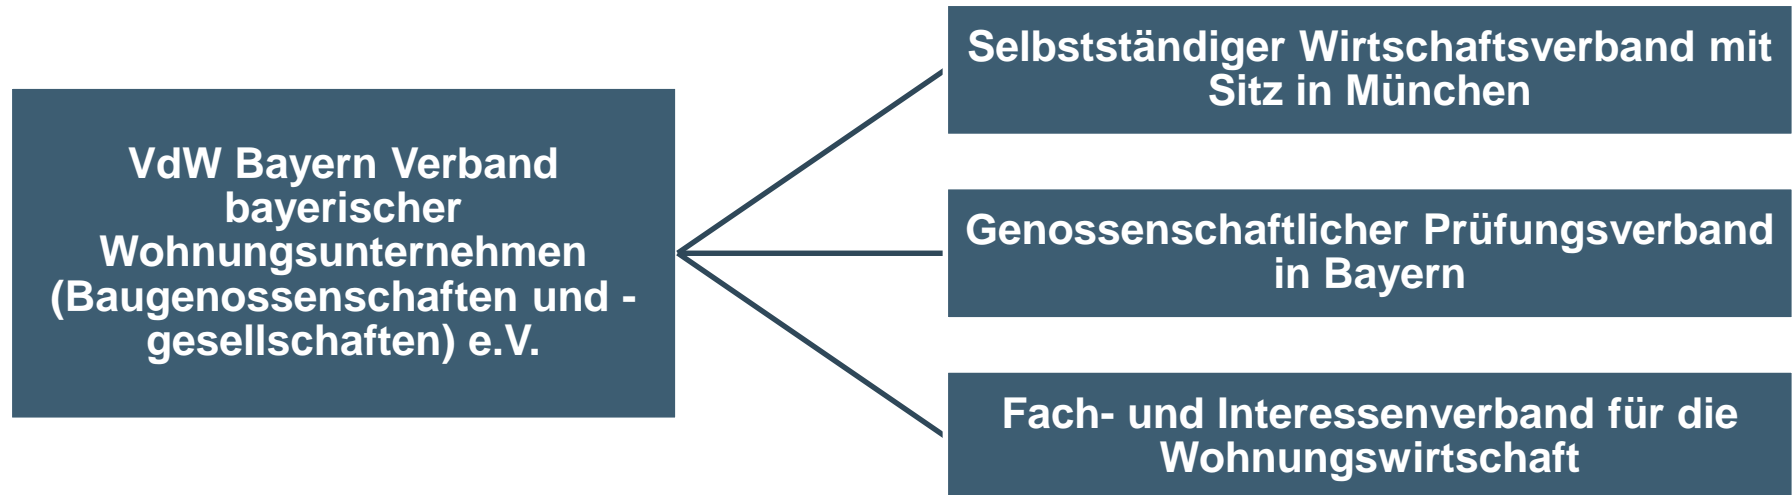 VdW Bayern Verband
bayerischer
Wohnungsunternehmen
(Baugenossenschaften und -
gesellschaften) e.V.
Selbstständiger Wirtschaftsverband mit
Sitz in München
Genossenschaftlicher Prüfungsverband
in Bayern
Fach- und Interessenverband für die
Wohnungswirtschaft